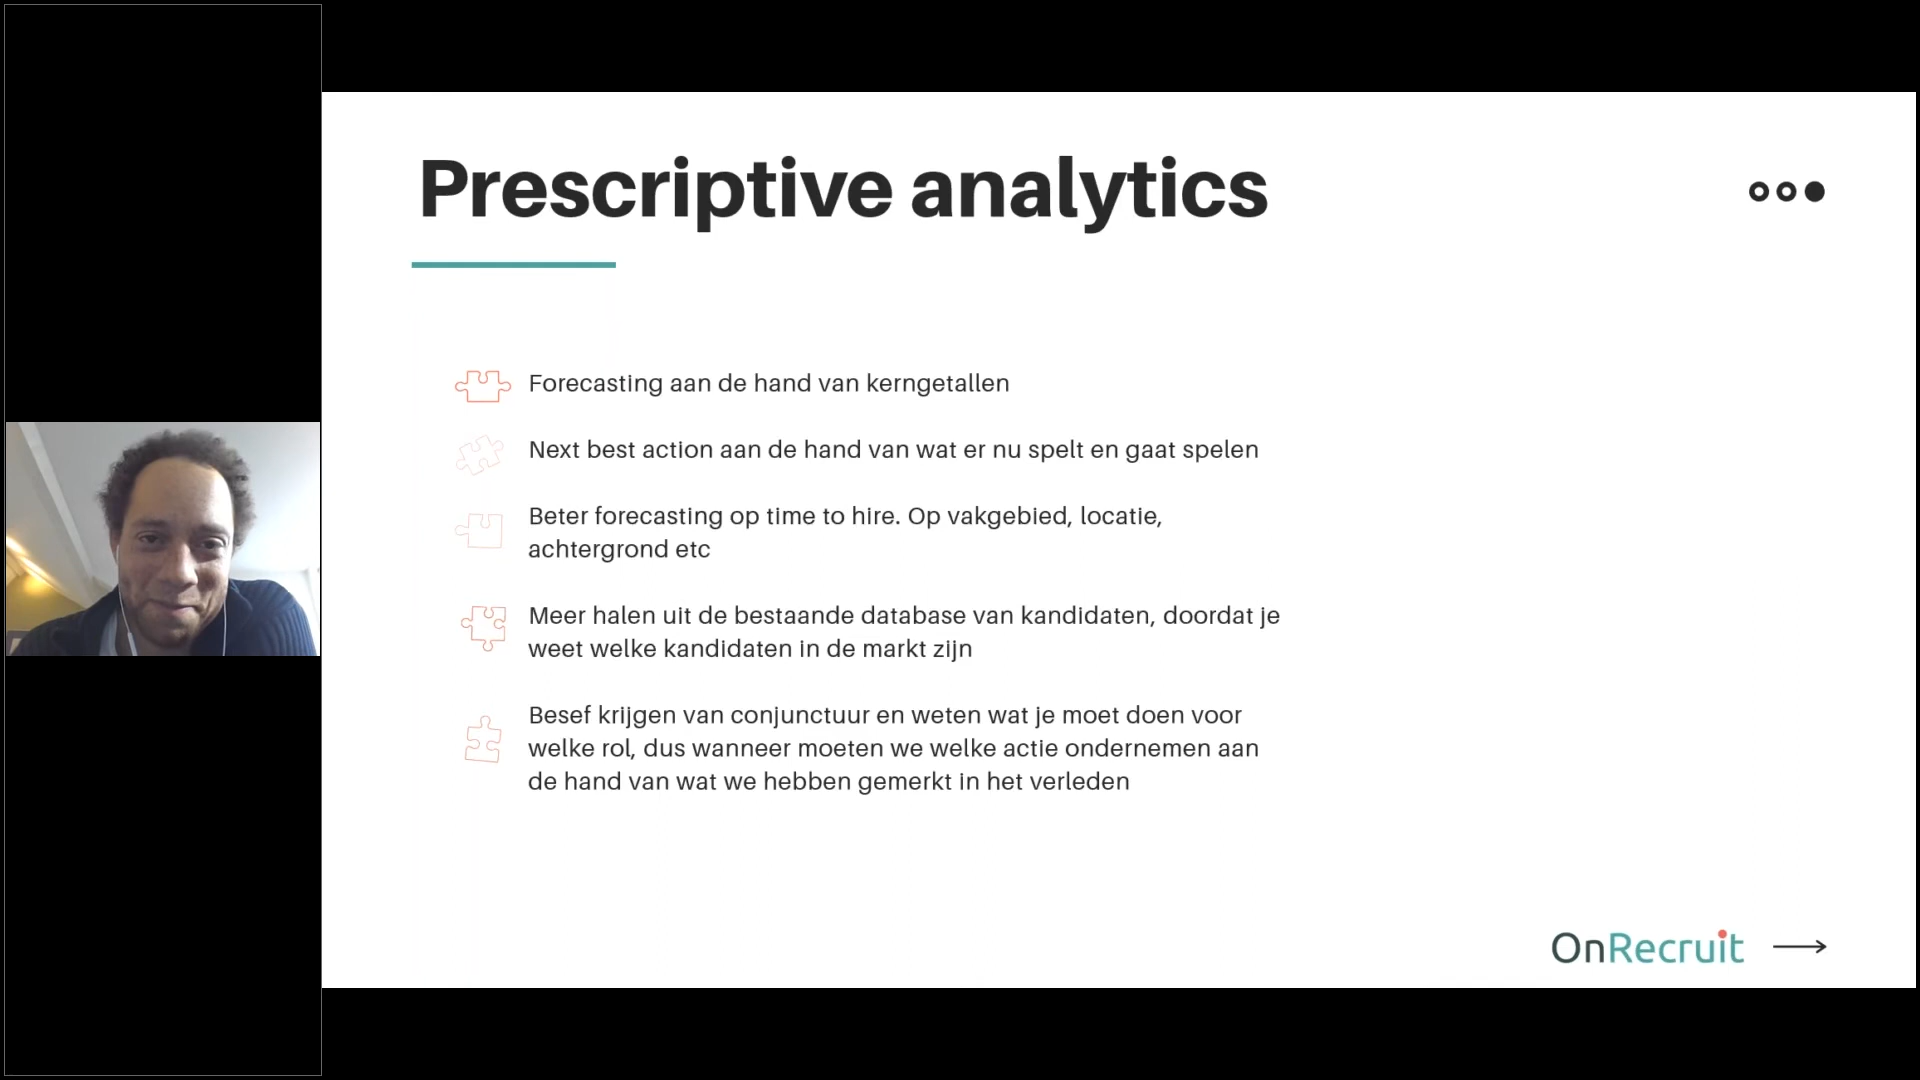 Prescriptive analytics
Forecasting aan de hand van kerngetallen
Next best action aan de hand van wat er nu spelt en gaat spelen
Beter forecasting op time to hire. Op vakgebied, locatie,
achtergrond etc
Meer halen uit de bestaande database van kandidaten, doordat je
weet welke kandidaten in de markt zijn
Besef krijgen van conjunctuur en weten wat je moet doen voor
welke rol, dus wanneer moeten we welke actie ondernemen aan
de hand van wat we hebben gemerkt in het verleden
OnRecruit